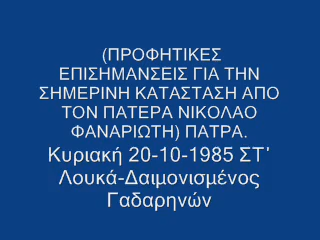 (ΠΡΟΦΗΤΙΚΕΣ
ΕΠΙΣΗΜΑΝΣΕΙΣ ΓΙΑ ΤΗΝ
ΣΗΜΕΡΙΝΗ ΚΑΤΑΣΤΑΣΗ ΑΠΟ
ΤΟΝ ΠΑΤΕΡΑ ΝΙΚΟΛΑΟ
ΦΑΝΑΡΙΩΤΗ) ΠΑΤΡΑ.
Κυριακή 20-10-1985 ΣΤ΄
Λουκά-Δαιμονισμένος
Γαδαρηνών